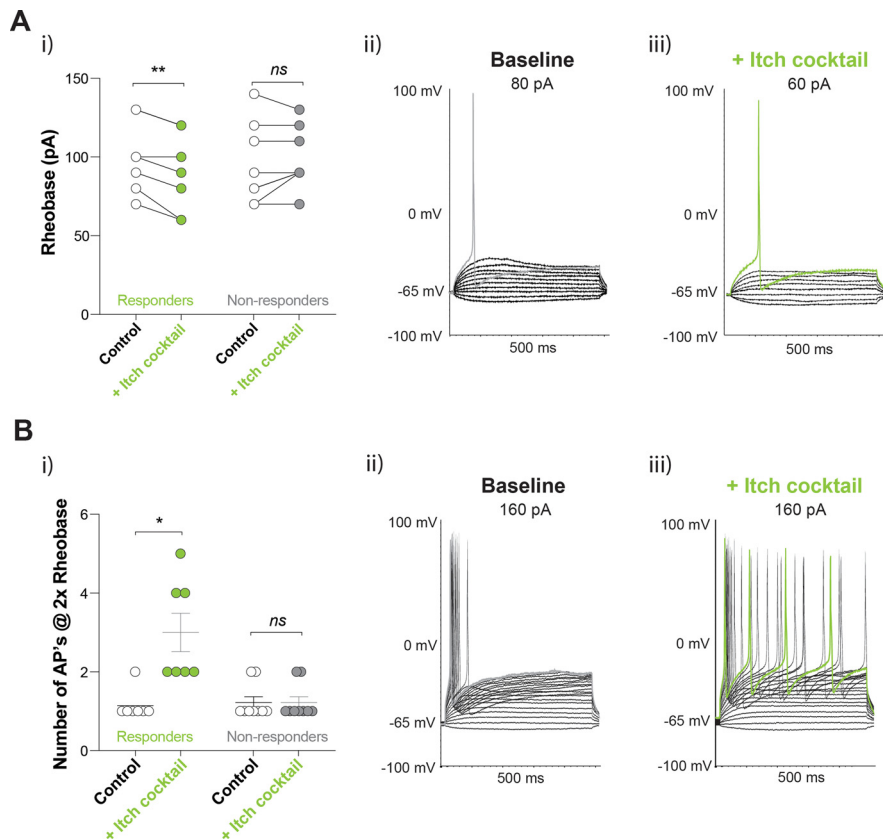 A
i)
Rheobase (pA)
150
100
50
0
**
ns
Responders
Non-responders
Control
+ Itch cocktail
Control
+ Itch cocktail
ii)
Baseline
80 pA
100 mV
0 mV
-65 mV
-100 mV
500 ms
iii)
+ Itch cocktail
60 pA
100 mV
0 mV
-65 mV
-100 mV
500 ms
B
i)
Number of AP's @ 2x Rheobase
6
4
2
0
*
ns
Responders
Non-responders
Control
+ Itch cocktail
Control
+ Itch cocktail
ii)
Baseline
160 pA
100 mV
0 mV
-65 mV
-100 mV
500 ms
iii)
+ Itch cocktail
160 pA
100 mV
0 mV
-65 mV
-100 mV
500 ms